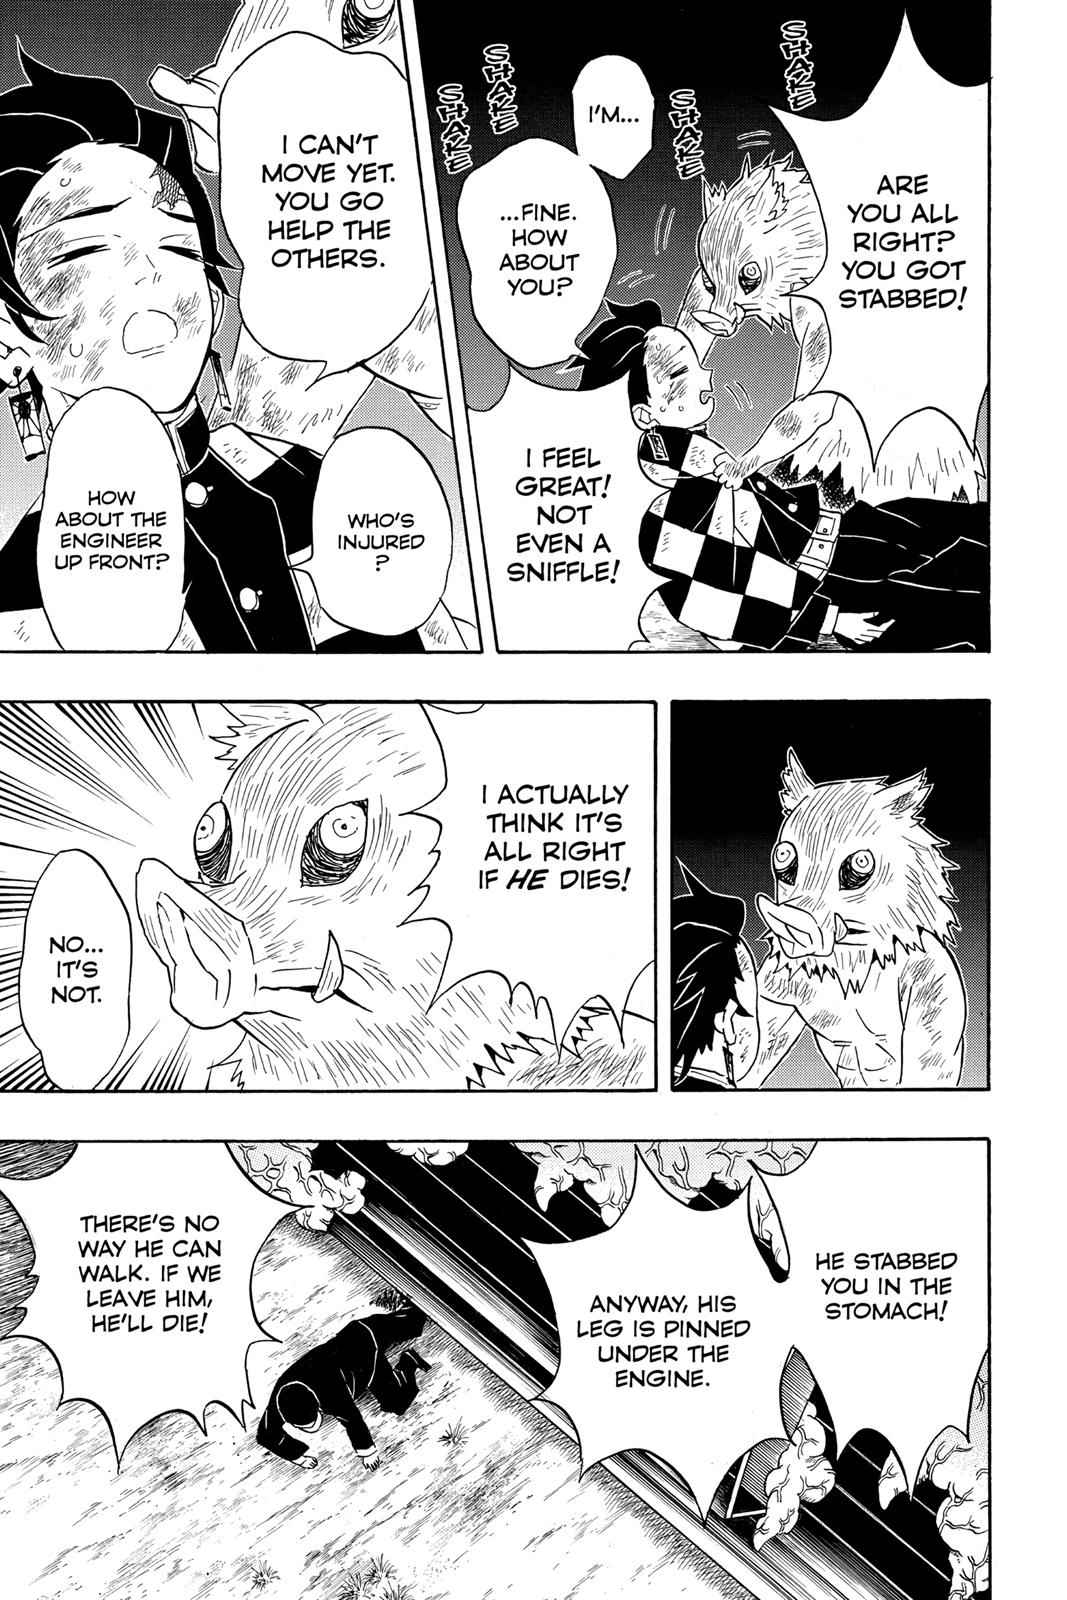 SHAKE
ARE
YOU ALL
RIGHT?
YOU GOT
STABBED!
SHAKE
I'M...
SHAKE
SHAKE
...FINE.
HOW
ABOUT
YOU?
I FEEL
GREAT!
NOT
EVEN A
SNIFFLE!
I CAN'T
MOVE YET.
YOU GO
HELP THE
OTHERS.
WHO'S
INJURED
?
HOW
ABOUT THE
ENGINEER
UP FRONT?
I ACTUALLY
THINK IT'S
ALL RIGHT
IF HE DIES!
NO...
IT'S
NOT.
HE STABBED
YOU IN THE
STOMACH!
ANYWAY, HIS
LEG IS PINNED
UNDER THE
ENGINE.
THERE'S NO
WAY HE CAN
WALK. IF WE
LEAVE HIM,
HE'LL DIE!